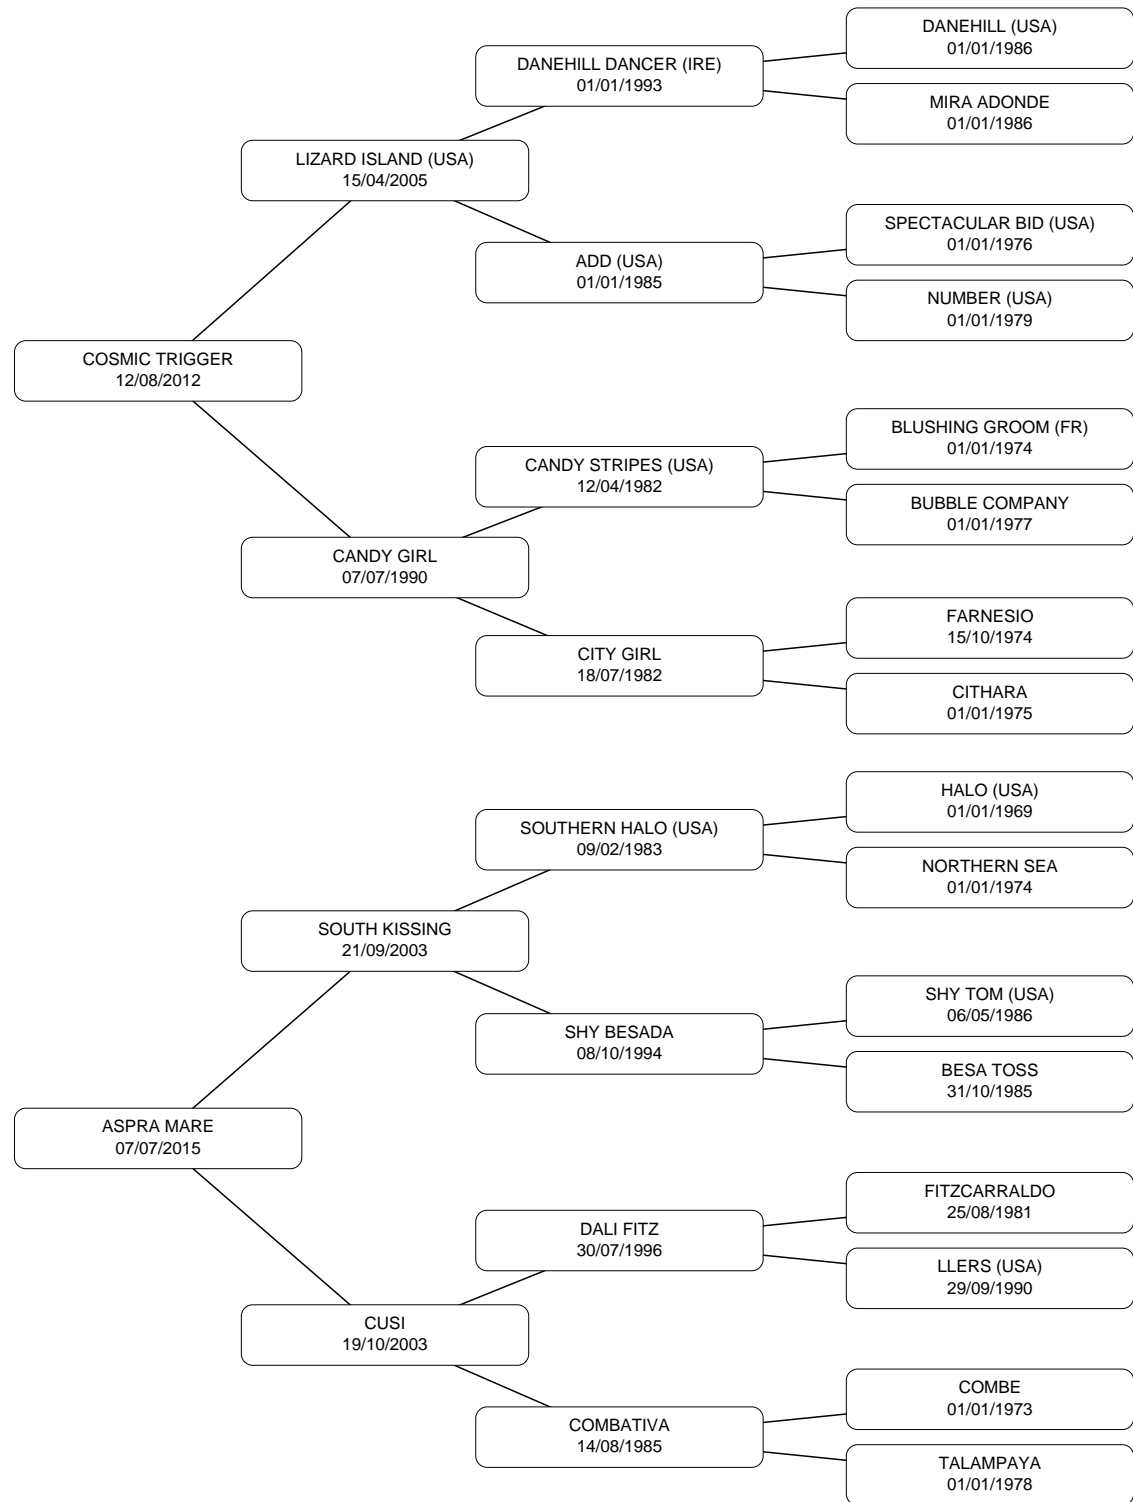 DANEHILL (USA)
01/01/1986
DANEHILL DANCER (IRE)
01/01/1993
MIRA ADONDE
01/01/1986
LIZARD ISLAND (USA)
15/04/2005
SPECTACULAR BID (USA)
01/01/1976
ADD (USA)
01/01/1985
NUMBER (USA)
01/01/1979
COSMIC TRIGGER
12/08/2012
BLUSHING GROOM (FR)
01/01/1974
CANDY STRIPES (USA)
12/04/1982
BUBBLE COMPANY
01/01/1977
CANDY GIRL
07/07/1990
FARNESIO
15/10/1974
CITY GIRL
18/07/1982
CITHARA
01/01/1975
HALO (USA)
01/01/1969
SOUTHERN HALO (USA)
09/02/1983
NORTHERN SEA
01/01/1974
SOUTH KISSING
21/09/2003
SHY TOM (USA)
06/05/1986
SHY BESADA
08/10/1994
BESA TOSS
31/10/1985
ASPRA MARE
07/07/2015
FITZCARRALDO
25/08/1981
DALI FITZ
30/07/1996
LLERS (USA)
29/09/1990
CUSI
19/10/2003
COMBE
01/01/1973
COMBATIVA
14/08/1985
TALAMPAYA
01/01/1978